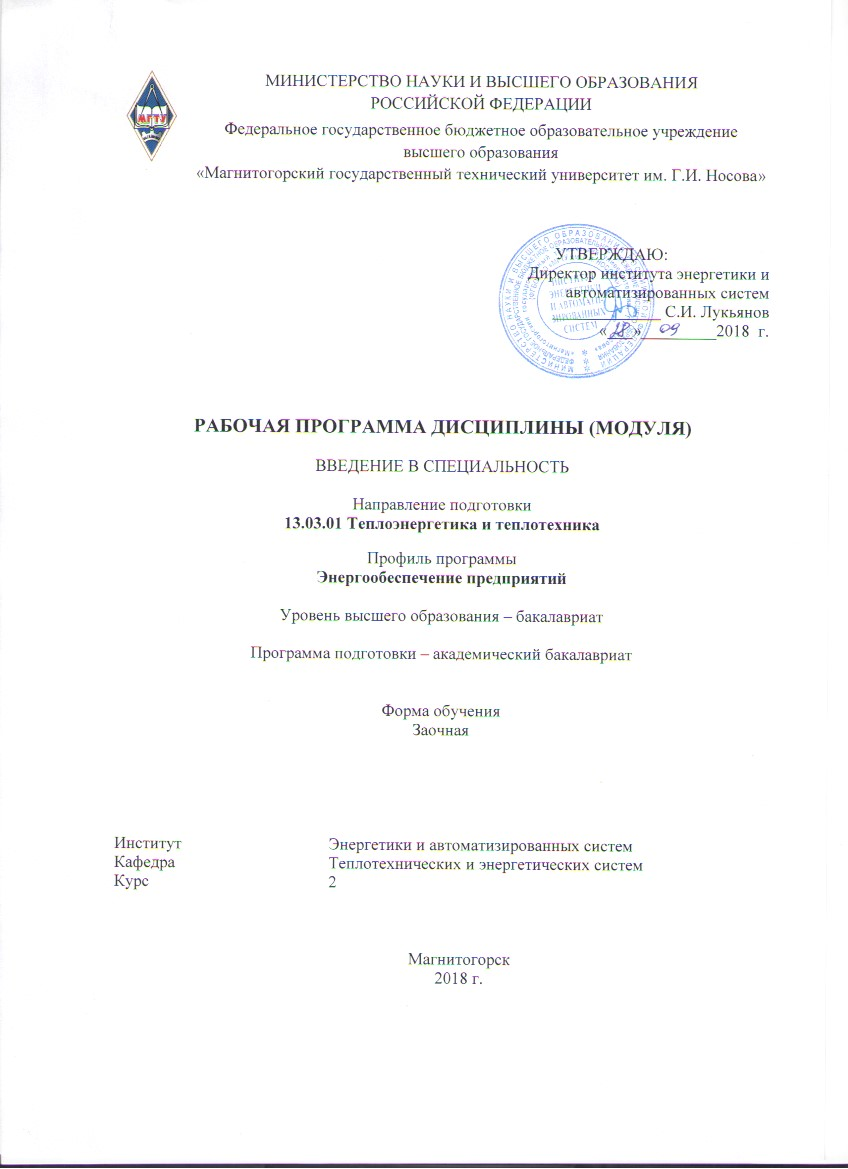 МГТУ
МИНИСТЕРСТВО НАУКИ И ВЫСШЕГО ОБРАЗОВАНИЯ
РОССИЙСКОЙ ФЕДЕРАЦИИ
Федеральное государственное бюджетное образовательное учреждение
высшего образования
«Магнитогорский государственный технический университет им. Г.И. Носова»
УТВЕРЖДАЮ:
Директор института энергетики и
автоматизированных систем
С.И. Лукьянов
« 28 » 09 2018 г.
РАБОЧАЯ ПРОГРАММА ДИСЦИПЛИНЫ (МОДУЛЯ)
ВВЕДЕНИЕ В СПЕЦИАЛЬНОСТЬ
Направление подготовки
13.03.01 Теплоэнергетика и теплотехника
Профиль программы
Энергообеспечение предприятий
Уровень высшего образования – бакалавриат
Программа подготовки – академический бакалавриат
Форма обучения
Заочная
Институт Энергетики и автоматизированных систем
Кафедра Теплотехнических и энергетических систем
Курс 2
Магнитогорск
2018 г.